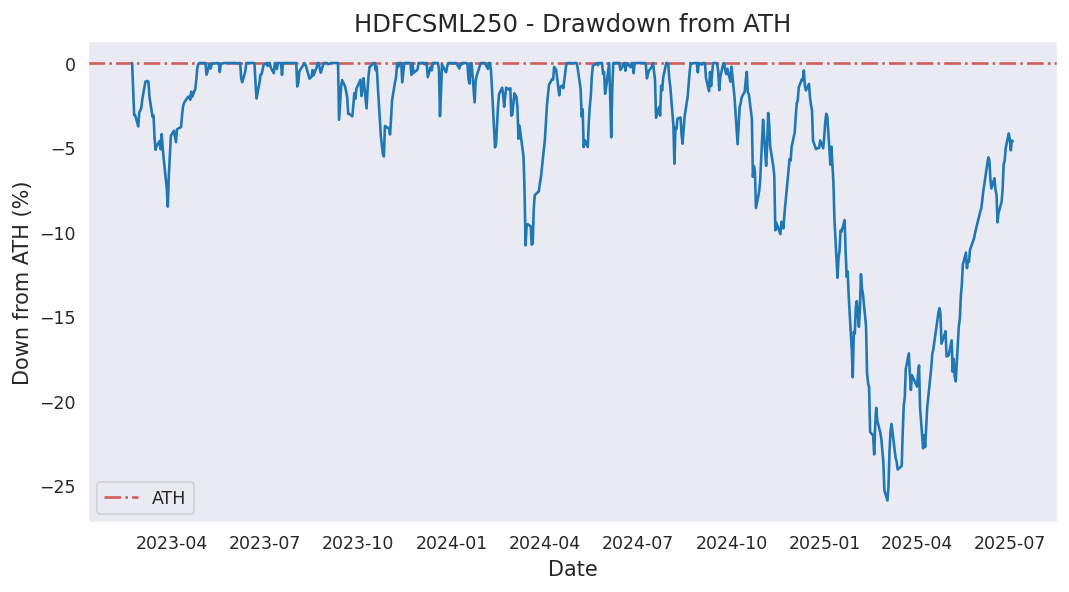 HDFCSML250 - Drawdown from ATH
Down from ATH (%)
0
−5
−10
−15
−20
−25
ATH
2023-04 2023-07 2023-10 2024-01 2024-04 2024-07 2024-10 2025-01 2025-04 2025-07
Date